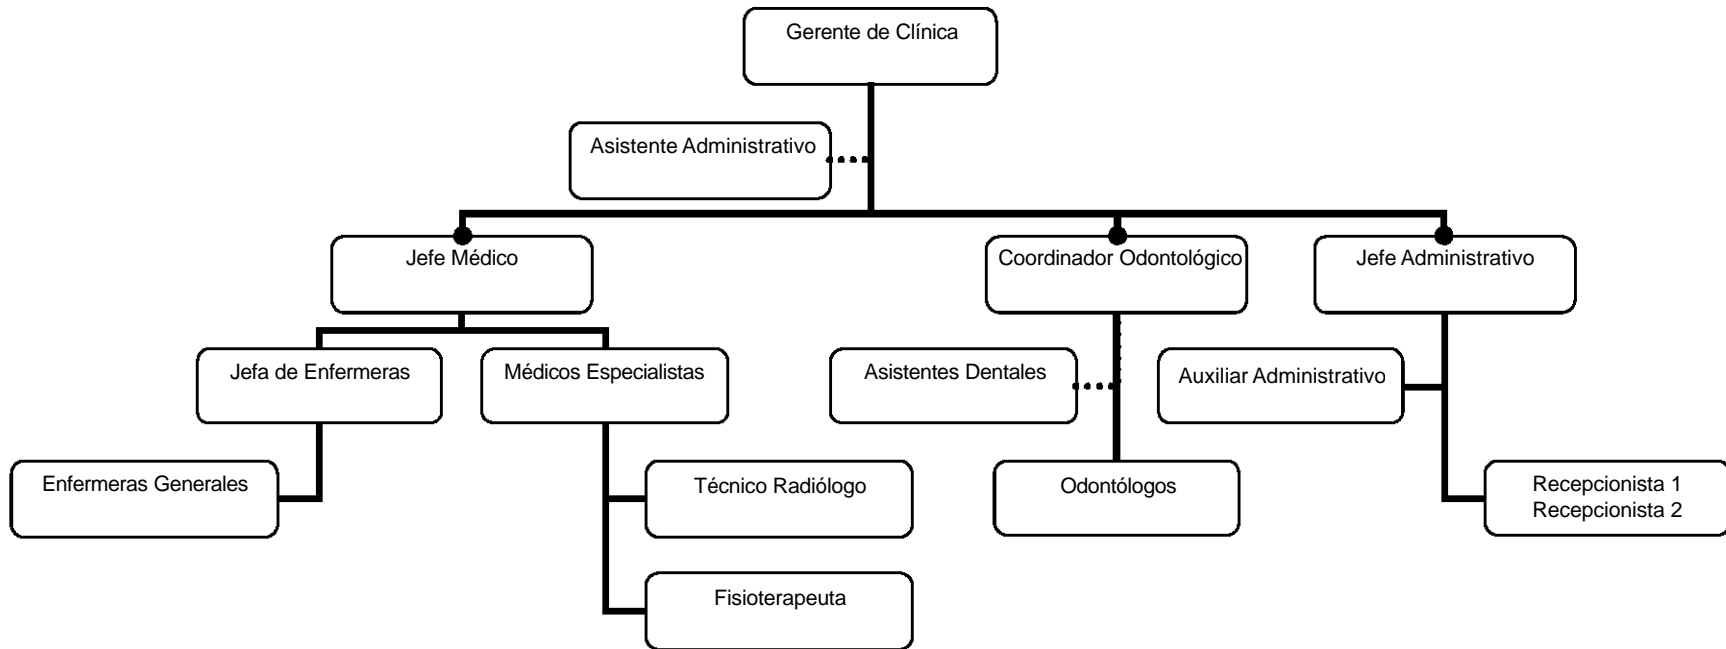 Gerente de Clínica
Asistente Administrativo
Jefe Médico
Coordinador Odontológico
Jefe Administrativo
Jefa de Enfermeras
Médicos Especialistas
Asistentes Dentales
Auxiliar Administrativo
Enfermeras Generales
Técnico Radiólogo
Odontólogos
Recepcionista 1
Recepcionista 2
Fisioterapeuta